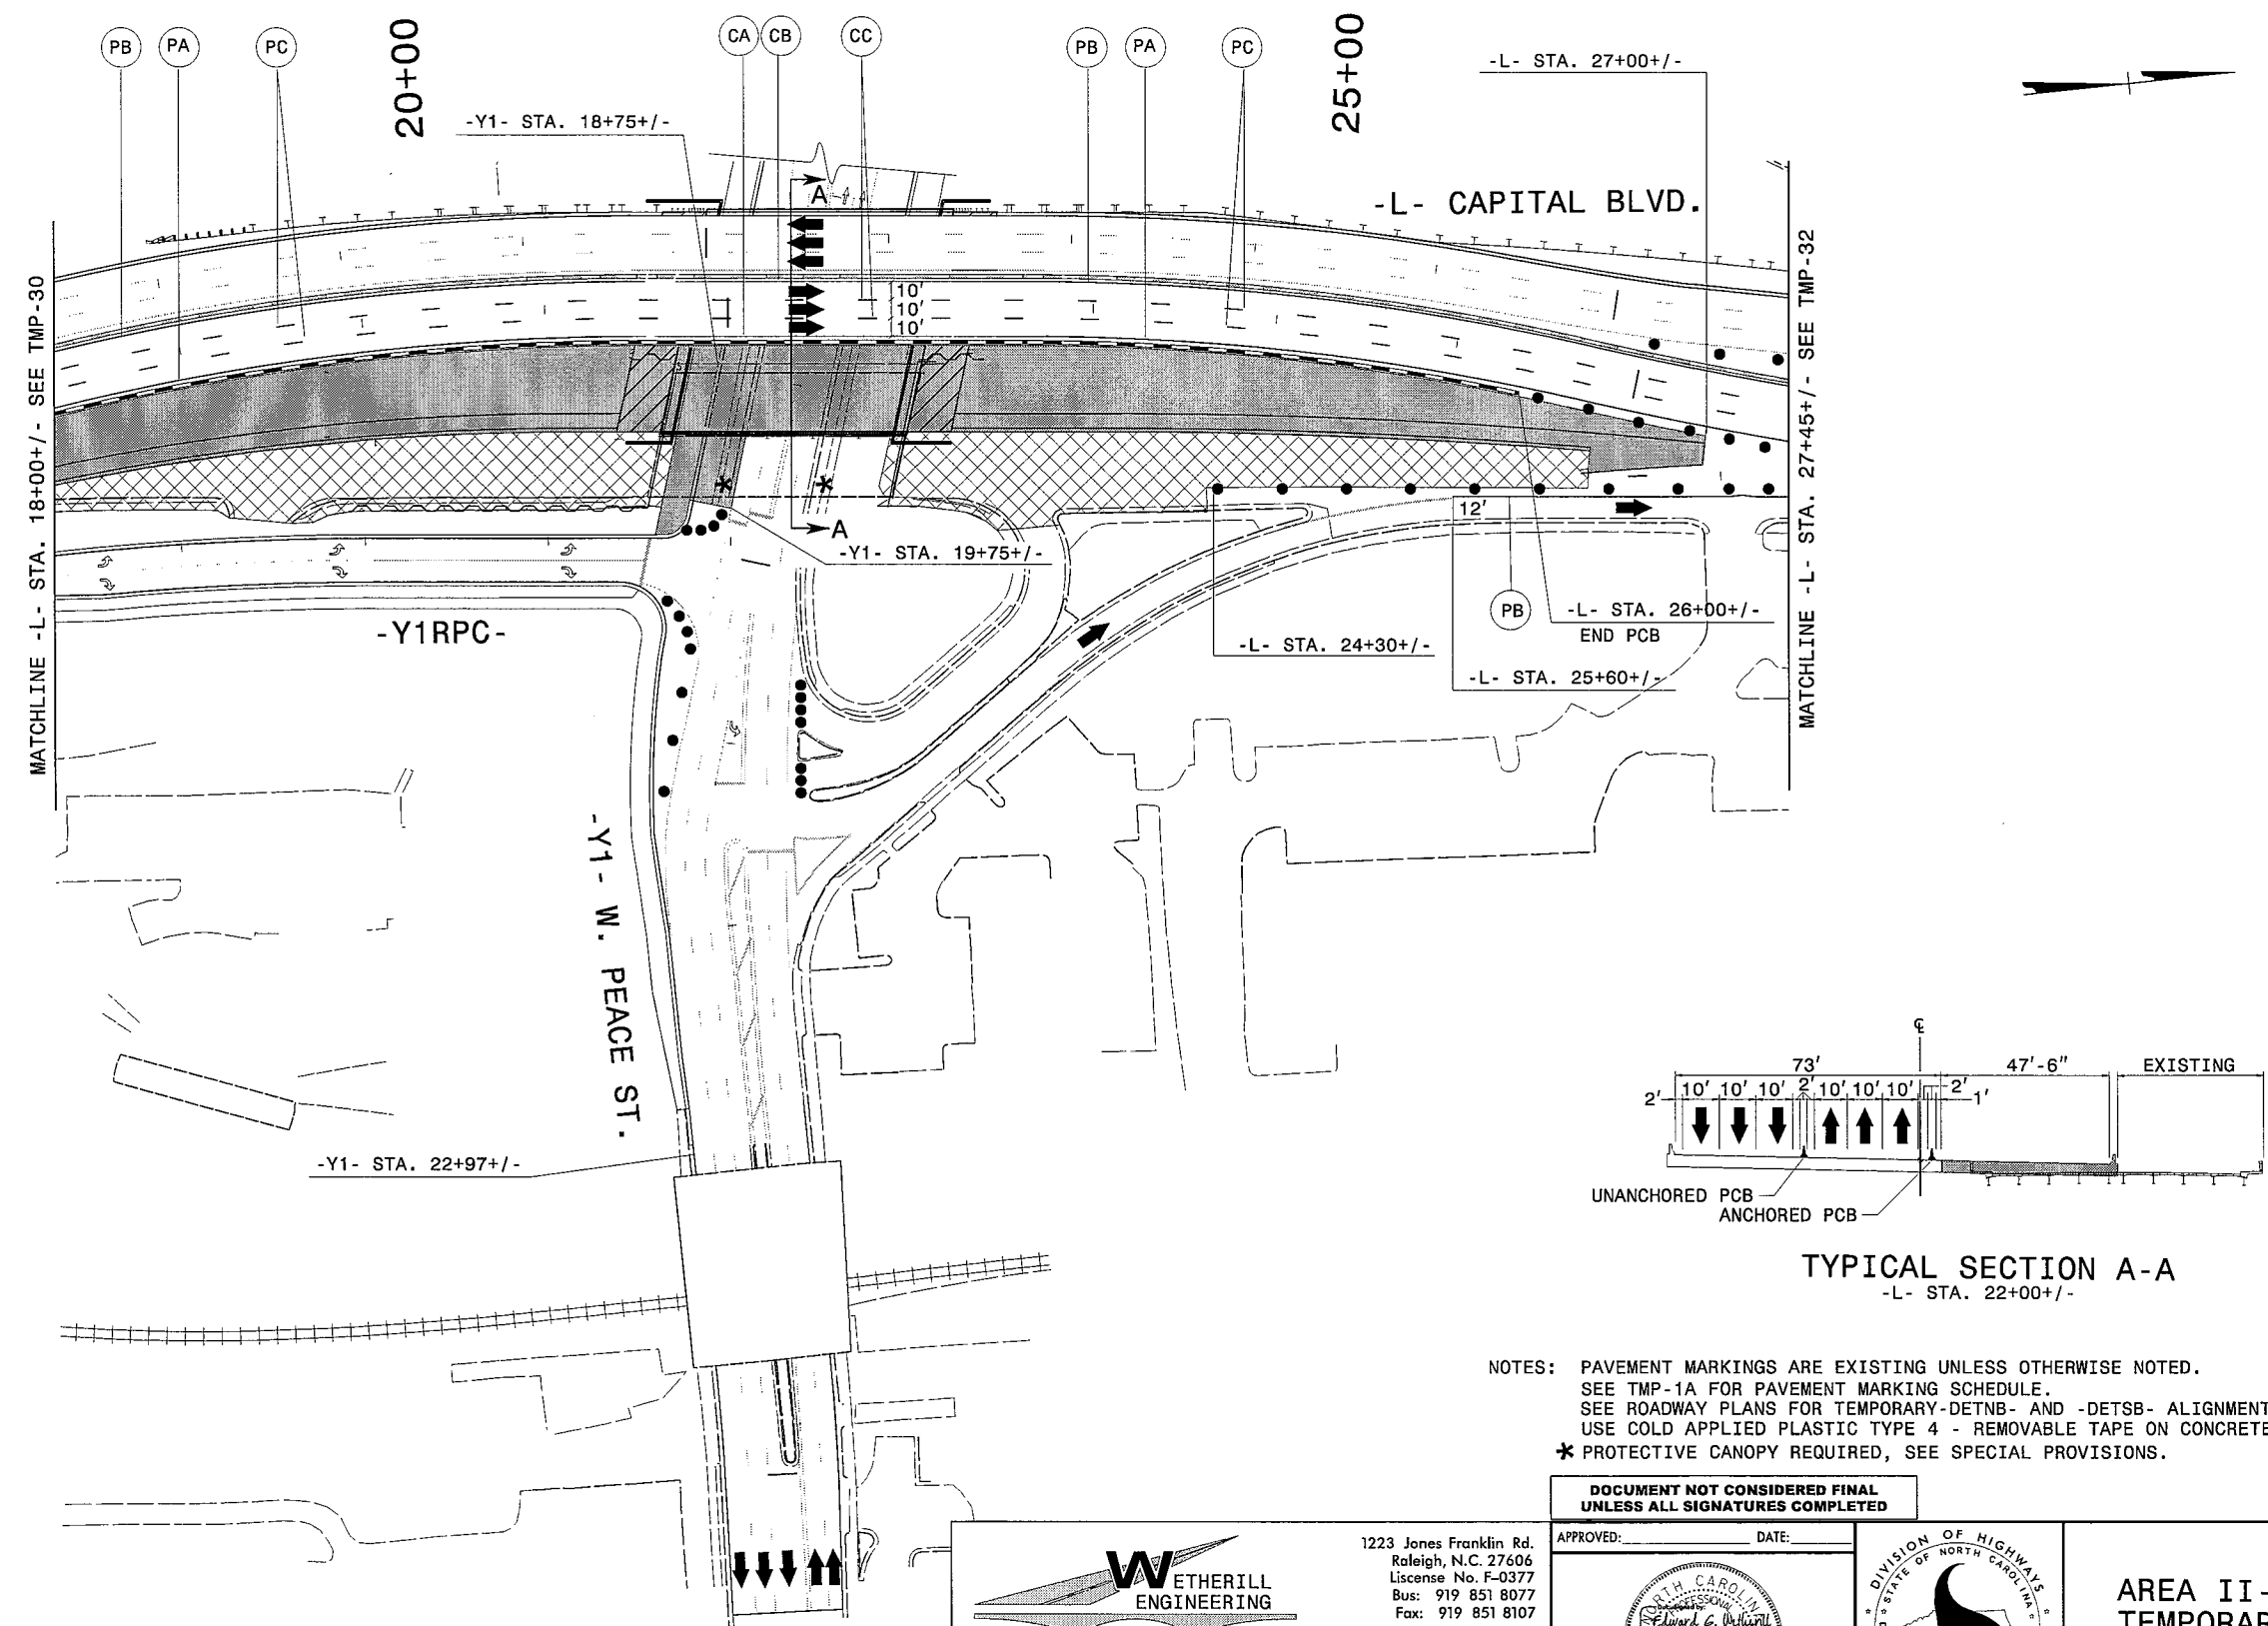 PB
PA
PC
20+00
CA
CB
CC
PB
PA
PC
25+00
-L- STA. 27+00+/-
-Y1- STA. 18+75+/-
A
-L- CAPITAL BLVD.
10'
10'
10'
MATCHLINE -L- STA. 18+00+/- SEE TMP-30
MATCHLINE -L- STA. 27+45+/- SEE TMP-32
A
-Y1- STA. 19+75+/-
12'
PB
-L- STA. 26+00+/-
END PCB
-Y1RPC-
-L- STA. 24+30+/-
-L- STA. 25+60+/-
-Y1- W. PEACE ST.
-Y1- STA. 22+97+/-
℄
73'
47'-6"
EXISTING
2'
10'
10'
10'
2'
10'
10'
10'
2'
1'
UNANCHORED PCB
ANCHORED PCB
TYPICAL SECTION A-A
-L- STA. 22+00+/-
NOTES: PAVEMENT MARKINGS ARE EXISTING UNLESS OTHERWISE NOTED.
SEE TMP-1A FOR PAVEMENT MARKING SCHEDULE.
SEE ROADWAY PLANS FOR TEMPORARY-DETNB- AND -DETSB- ALIGNMENT
USE COLD APPLIED PLASTIC TYPE 4 - REMOVABLE TAPE ON CONCRETE
* PROTECTIVE CANOPY REQUIRED, SEE SPECIAL PROVISIONS.
DOCUMENT NOT CONSIDERED FINAL
UNLESS ALL SIGNATURES COMPLETED
WETHERILL
ENGINEERING
1223 Jones Franklin Rd.
Raleigh, N.C. 27606
Liscense No. F-0377
Bus: 919 851 8077
Fax: 919 851 8107
APPROVED: DATE:
NORTH CAROLINA
PROFESSIONAL
Edward G. Wetherill
DIVISION OF HIGHWAYS
STATE OF NORTH CAROLINA
AREA II-
TEMPORAR